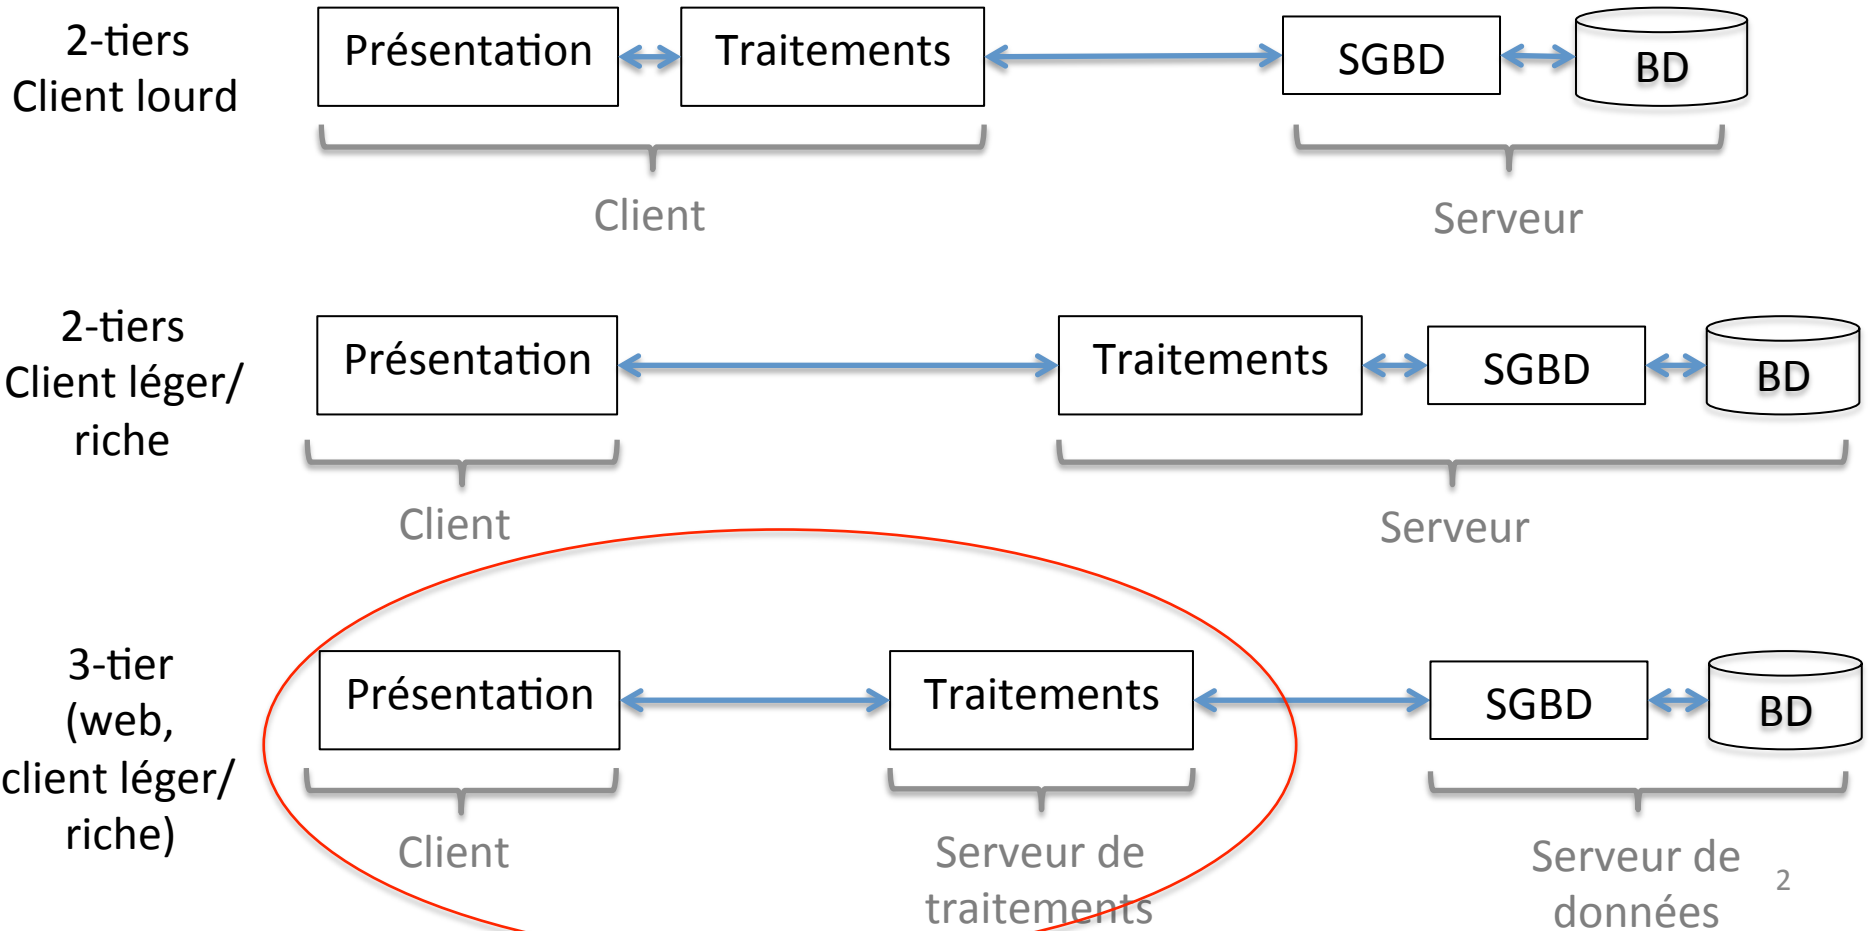 2-tiers
Client lourd
Présentation
Traitements
SGBD
BD
Client
Serveur
2-tiers
Client léger/
riche
Présentation
Traitements
SGBD
BD
Client
Serveur
3-tier
(web,
client léger/
riche)
Présentation
Traitements
SGBD
BD
Client
Serveur de
traitements
Serveur de
données
2